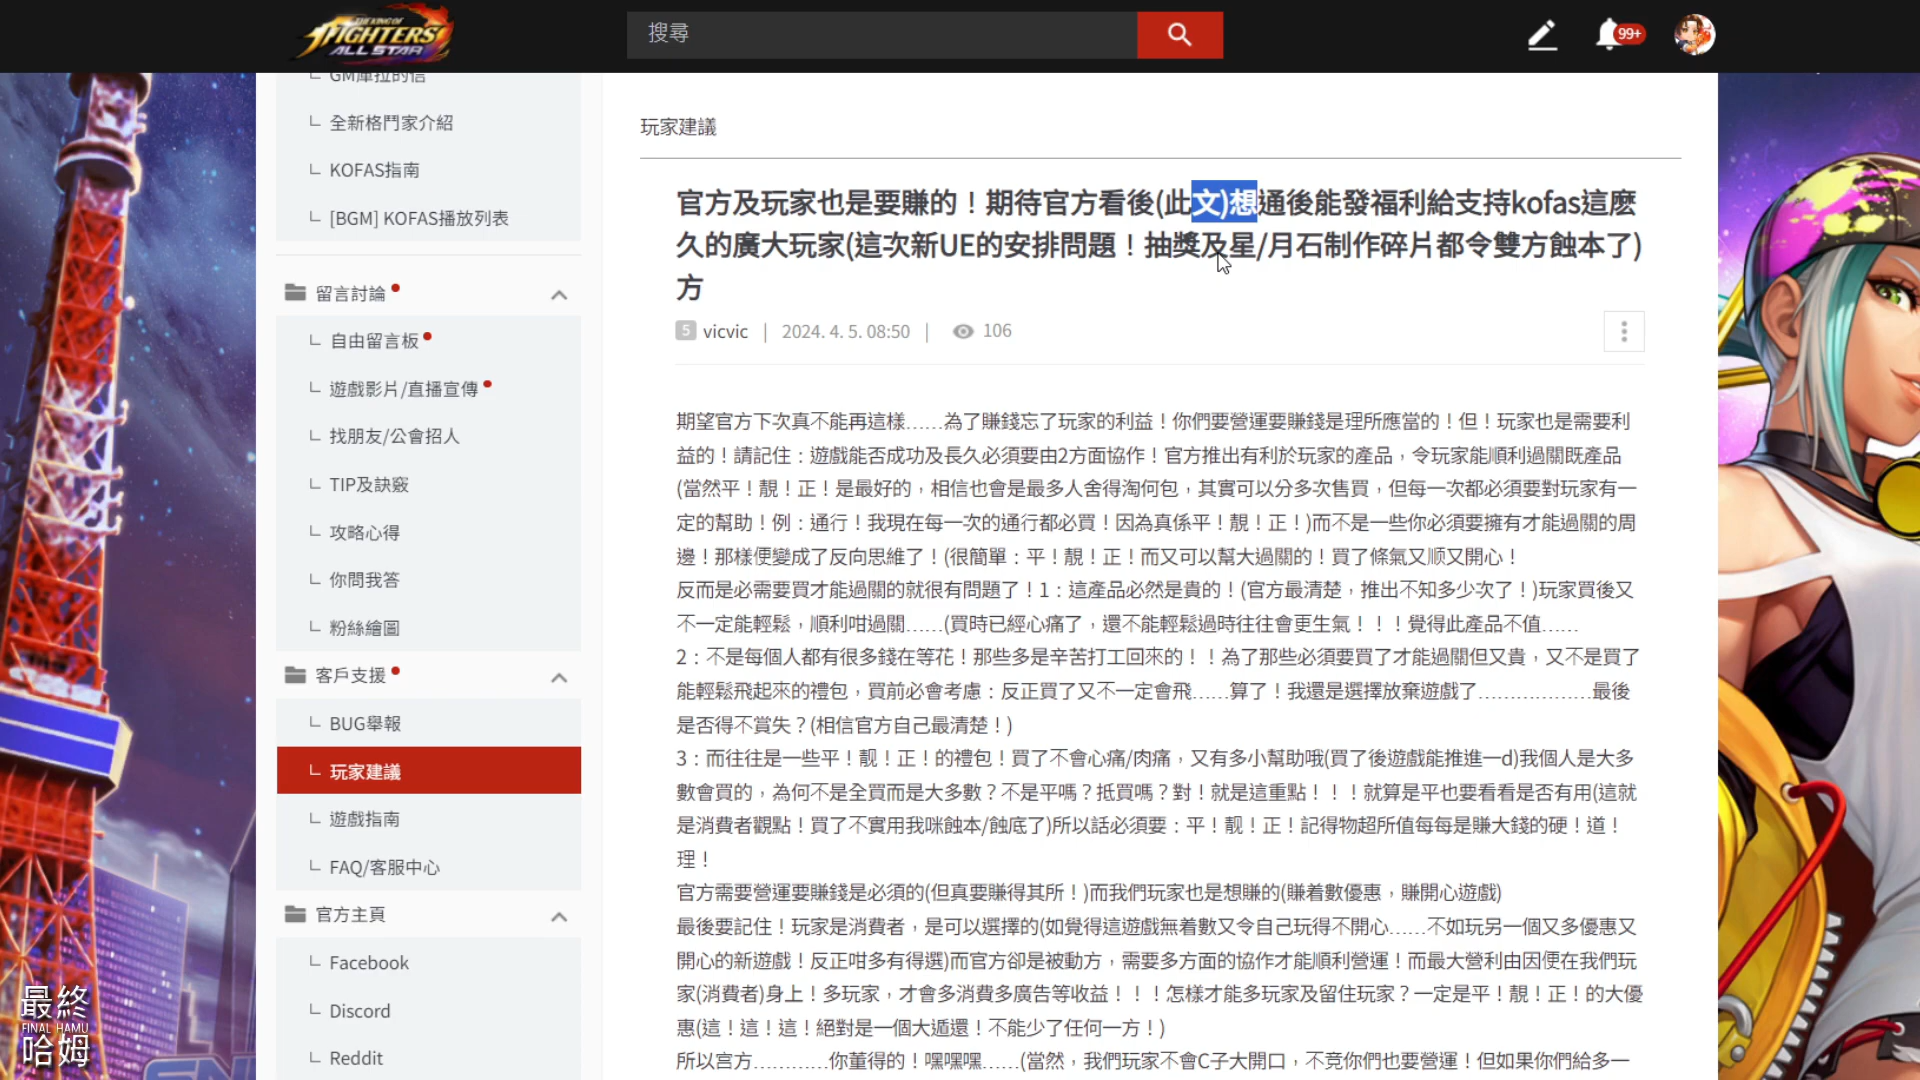 THE KING OF
FIGHTERS
ALL STAR
搜尋
99+
GM庫拉的信
全新格鬥家介紹
KOFAS指南
[BGM] KOFAS播放列表
留言討論
自由留言板
遊戲影片/直播宣傳
找朋友/公會招人
TIP及訣竅
攻略心得
你問我答
粉絲繪圖
客戶支援
BUG舉報
玩家建議
遊戲指南
FAQ/客服中心
官方主頁
Facebook
Discord
Reddit
玩家建議
官方及玩家也是要賺的！期待官方看後(此文)想通後能發福利給支持kofas這麽
久的廣大玩家(這次新UE的安排問題！抽獎及星/月石制作碎片都令雙方蝕本了)
方
5 vicvic | 2024. 4. 5. 08:50 | 106
期望官方下次真不能再這樣……為了賺錢忘了玩家的利益！你們要營運要賺錢是理所應當的！但！玩家也是需要利
益的！請記住：遊戲能否成功及長久必須要由2方面協作！官方推出有利於玩家的產品，令玩家能順利過關既產品
(當然平！靚！正！是最好的，相信也會是最多人舍得淘何包，其實可以分多次售買，但每一次都必須要對玩家有一
定的幫助！例：通行！我現在每一次的通行都必買！因為真係平！靚！正！)而不是一些你必須要擁有才能過關的周
邊！那樣便變成了反向思維了！(很簡單：平！靚！正！而又可以幫大過關的！買了條氣又顺又開心！
反而是必需要買才能過關的就很有問題了！1：這產品必然是貴的！(官方最清楚，推出不知多少次了！)玩家買後又
不一定能輕鬆，順利咁過關……(買時已經心痛了，還不能輕鬆過時往往會更生氣！！！覺得此產品不值……
2：不是每個人都有很多錢在等花！那些多是辛苦打工回來的！！為了那些必須要買了才能過關但又貴，又不是買了
能輕鬆飛起來的禮包，買前必會考慮：反正買了又不一定會飛……算了！我還是選擇放棄遊戲了………………最後
是否得不賞失？(相信官方自己最清楚！)
3：而往往是一些平！靚！正！的禮包！買了不會心痛/肉痛，又有多小幫助哦(買了後遊戲能推進一d)我個人是大多
數會買的，為何不是全買而是大多數？不是平嗎？抵買嗎？對！就是這重點！！！就算是平也要看看是否有用(這就
是消費者觀點！買了不實用我咪蝕本/蝕底了)所以話必須要：平！靚！正！記得物超所值每每是賺大錢的硬！道！
理！
官方需要營運要賺錢是必須的(但真要賺得其所！)而我們玩家也是想賺的(賺着數優惠，賺開心遊戲)
最後要記住！玩家是消費者，是可以選擇的(如覺得這遊戲無着數又令自己玩得不開心……不如玩另一個又多優惠又
開心的新遊戲！反正咁多有得選)而官方卻是被動方，需要多方面的協作才能順利營運！而最大營利由因便在我們玩
家(消費者)身上！多玩家，才會多消費多廣告等收益！！！怎樣才能多玩家及留住玩家？一定是平！靚！正！的大優
惠(這！這！這！絕對是一個大遁還！不能少了任何一方！)
所以宫方…………你董得的！嘿嘿嘿……(當然，我們玩家不會C子大開口，不竞你們也要營運！但如果你們給多一
最終
FINAL HAMU
哈姆